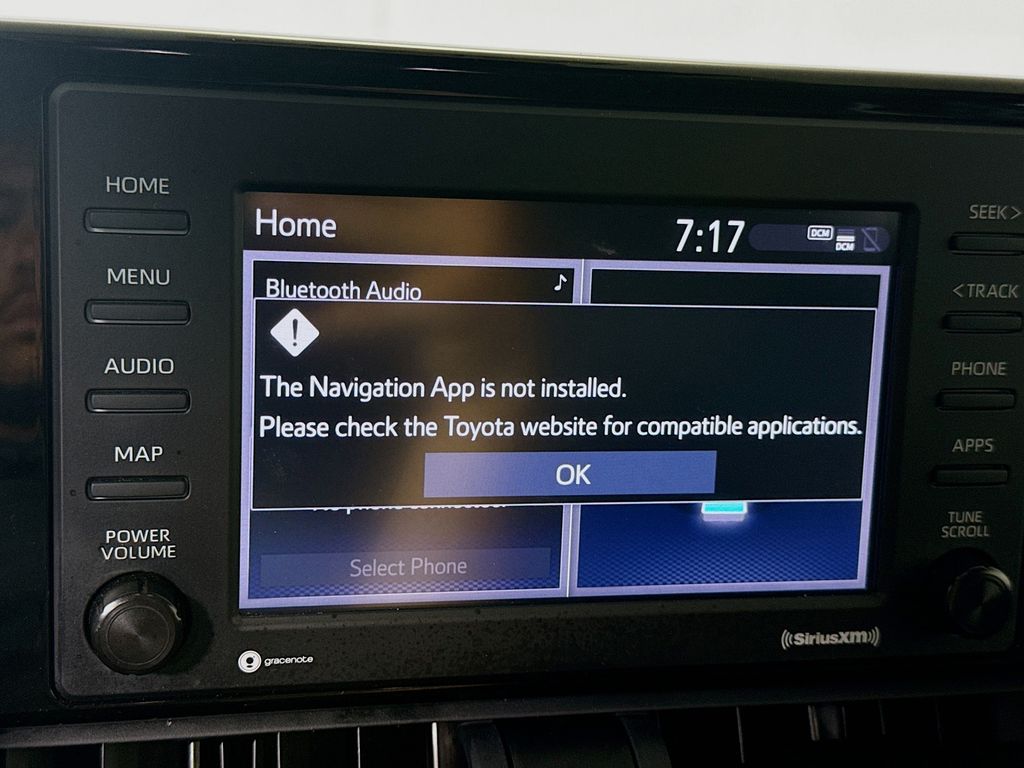 HOME
MENU
AUDIO
MAP
POWER
VOLUME
Home
7:17
DCM
DCM
Bluetooth Audio
!
The Navigation App is not installed.
Please check the Toyota website for compatible applications.
OK
Select Phone
SEEK >
< TRACK
PHONE
APPS
TUNE
SCROLL
gracenote
SiriusXM